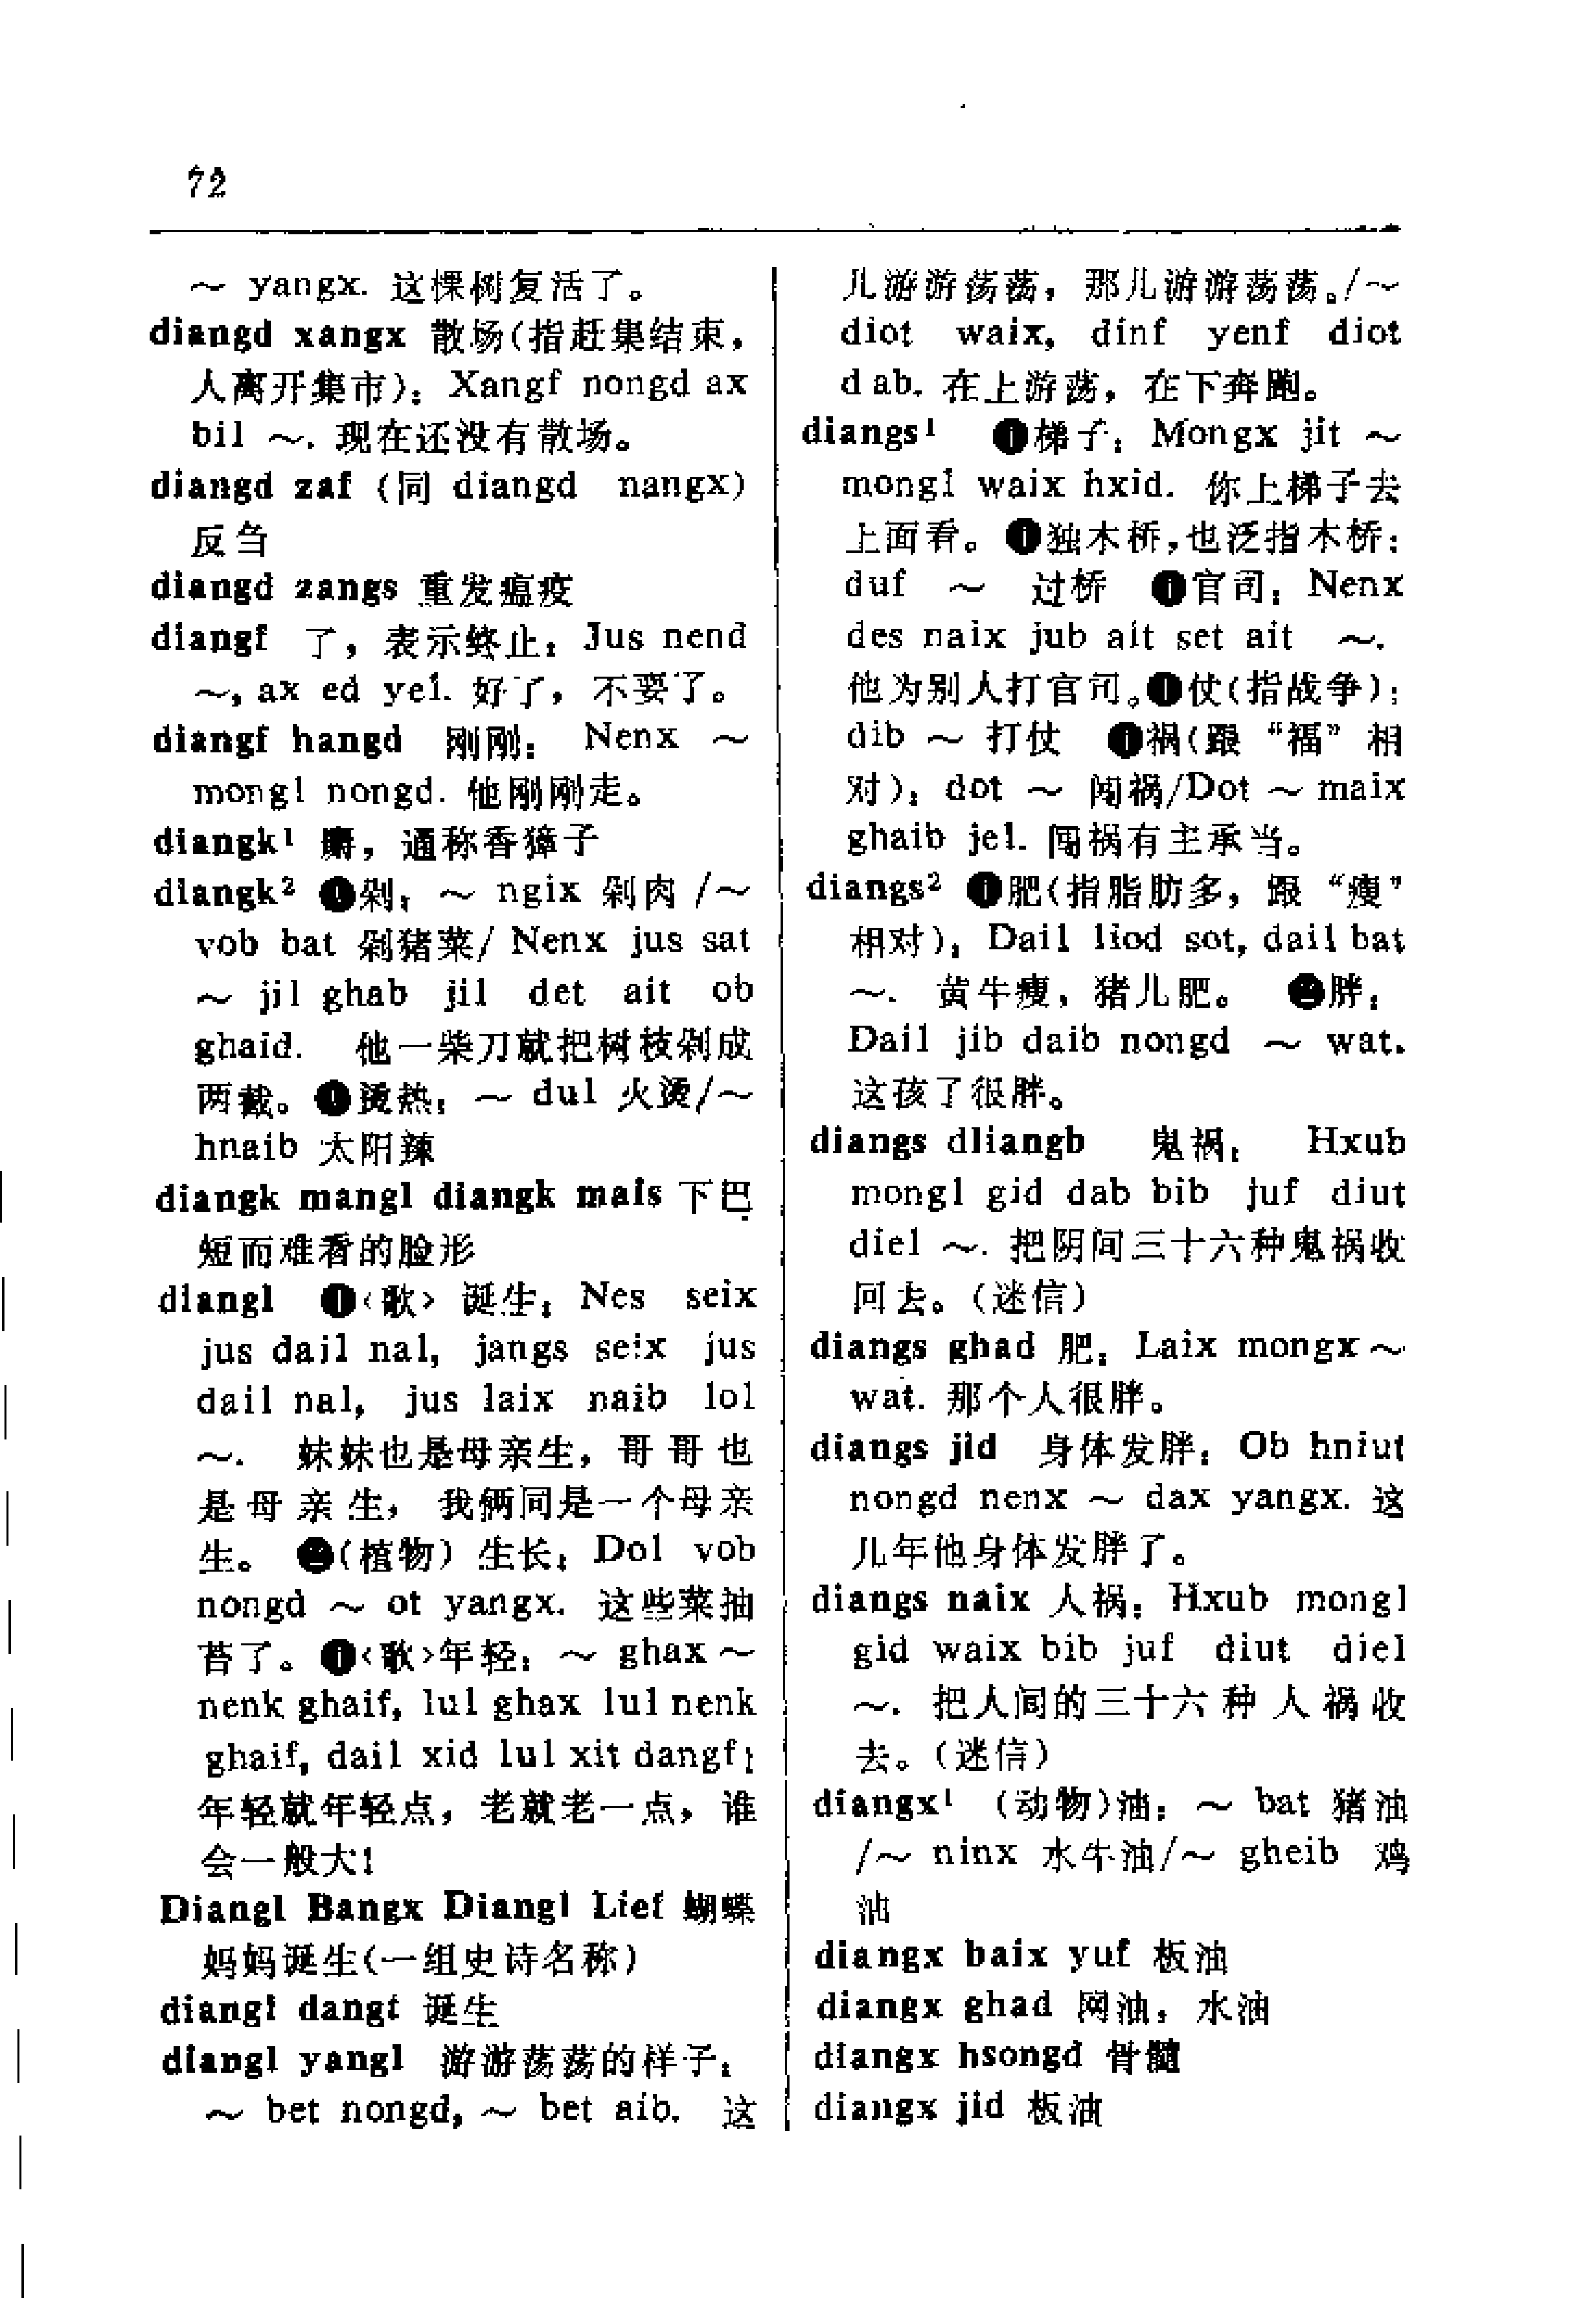 72
～ yangx. 这棵树复活了。
diangd xangx 散场(指赶集结束，
人离开集市)：Xangf nongd ax
bil ～. 现在还没有散场。
diangd zaf (同 diangd nangx)
反刍
diangd zangs 重发瘟疫
diangf 了，表示终止：Jus nend
～, ax ed yel. 好了，不要了。
diangf hangd 刚刚：Nenx ～
mongl nongd. 他刚刚走。
diangk¹ 麝，通称香獐子
diangk² ❶剁：～ ngix 剁肉 /～
vob bat 剁猪菜/ Nenx jus sat
～ jil ghab jil det ait ob
ghaid. 他一柴刀就把树枝剁成
两截。烫热：～ dul 火烫/～
hnaib 太阳辣
diangk mangl diangk mais 下巴
短而难看的脸形
diangl ❶‹歌› 诞生：Nes seix
jus dail nal, jangs seix jus
dail nal, jus laix naib lol
～. 妹妹也是母亲生，哥哥也
是母亲生，我俩同是一个母亲
生。❷(植物) 生长：Dol vob
nongd ～ ot yangx. 这些菜抽
苔了。‹歌›年轻：～ ghax ～
nenk ghaif, lul ghax lul nenk
ghaif, dail xid lul xit dangf;
年轻就年轻点，老就老一点，谁
会一般大!
Diangl Bangx Diangl Lief 蝴蝶
妈妈诞生(一组史诗名称)
diangl dangt 诞生
diangl yangl 游游荡荡的样子：
～ bet nongd, ～ bet aib. 这
儿游游荡荡，那儿游游荡荡。/～
diot waix, dinf yenf diot
dab. 在上游荡，在下奔跑。
diangs¹ ❶梯子：Mongx jit ～
mongl waix hxid. 你上梯子去
上面看。独木桥，也泛指木桥：
duf ～ 过桥 官司：Nenx
des naix jub ait set ait ～.
他为别人打官司。仗(指战争)：
dib ～ 打仗 祸(跟“福”相
对)：dot ～ 闯祸/Dot ～ maix
ghaib jel. 闯祸有主承当。
diangs² ❶肥(指脂肪多，跟“瘦”
相对)：Dail liod sot, dail bat
～. 黄牛瘦，猪儿肥。❷胖：
Dail jib daib nongd ～ wat.
这孩子很胖。
diangs dliangb 鬼祸：Hxub
mongl gid dab bib juf diut
diel ～. 把阴间三十六种鬼祸收
回去。(迷信)
diangs ghad 肥：Laix mongx ～
wat. 那个人很胖。
diangs jid 身体发胖：Ob hniut
nongd nenx ～ dax yangx. 这
几年他身体发胖了。
diangs naix 人祸：Hxub mongl
gid waix bib juf diut diel
～. 把人间的三十六种人祸收
去。(迷信)
diangx¹ (动物)油：～ bat 猪油
/～ ninx 水牛油/～ gheib 鸡
油
diangx baix yuf 板油
diangx ghad 网油，水油
diangx hsongd 骨髓
diangx jid 板油